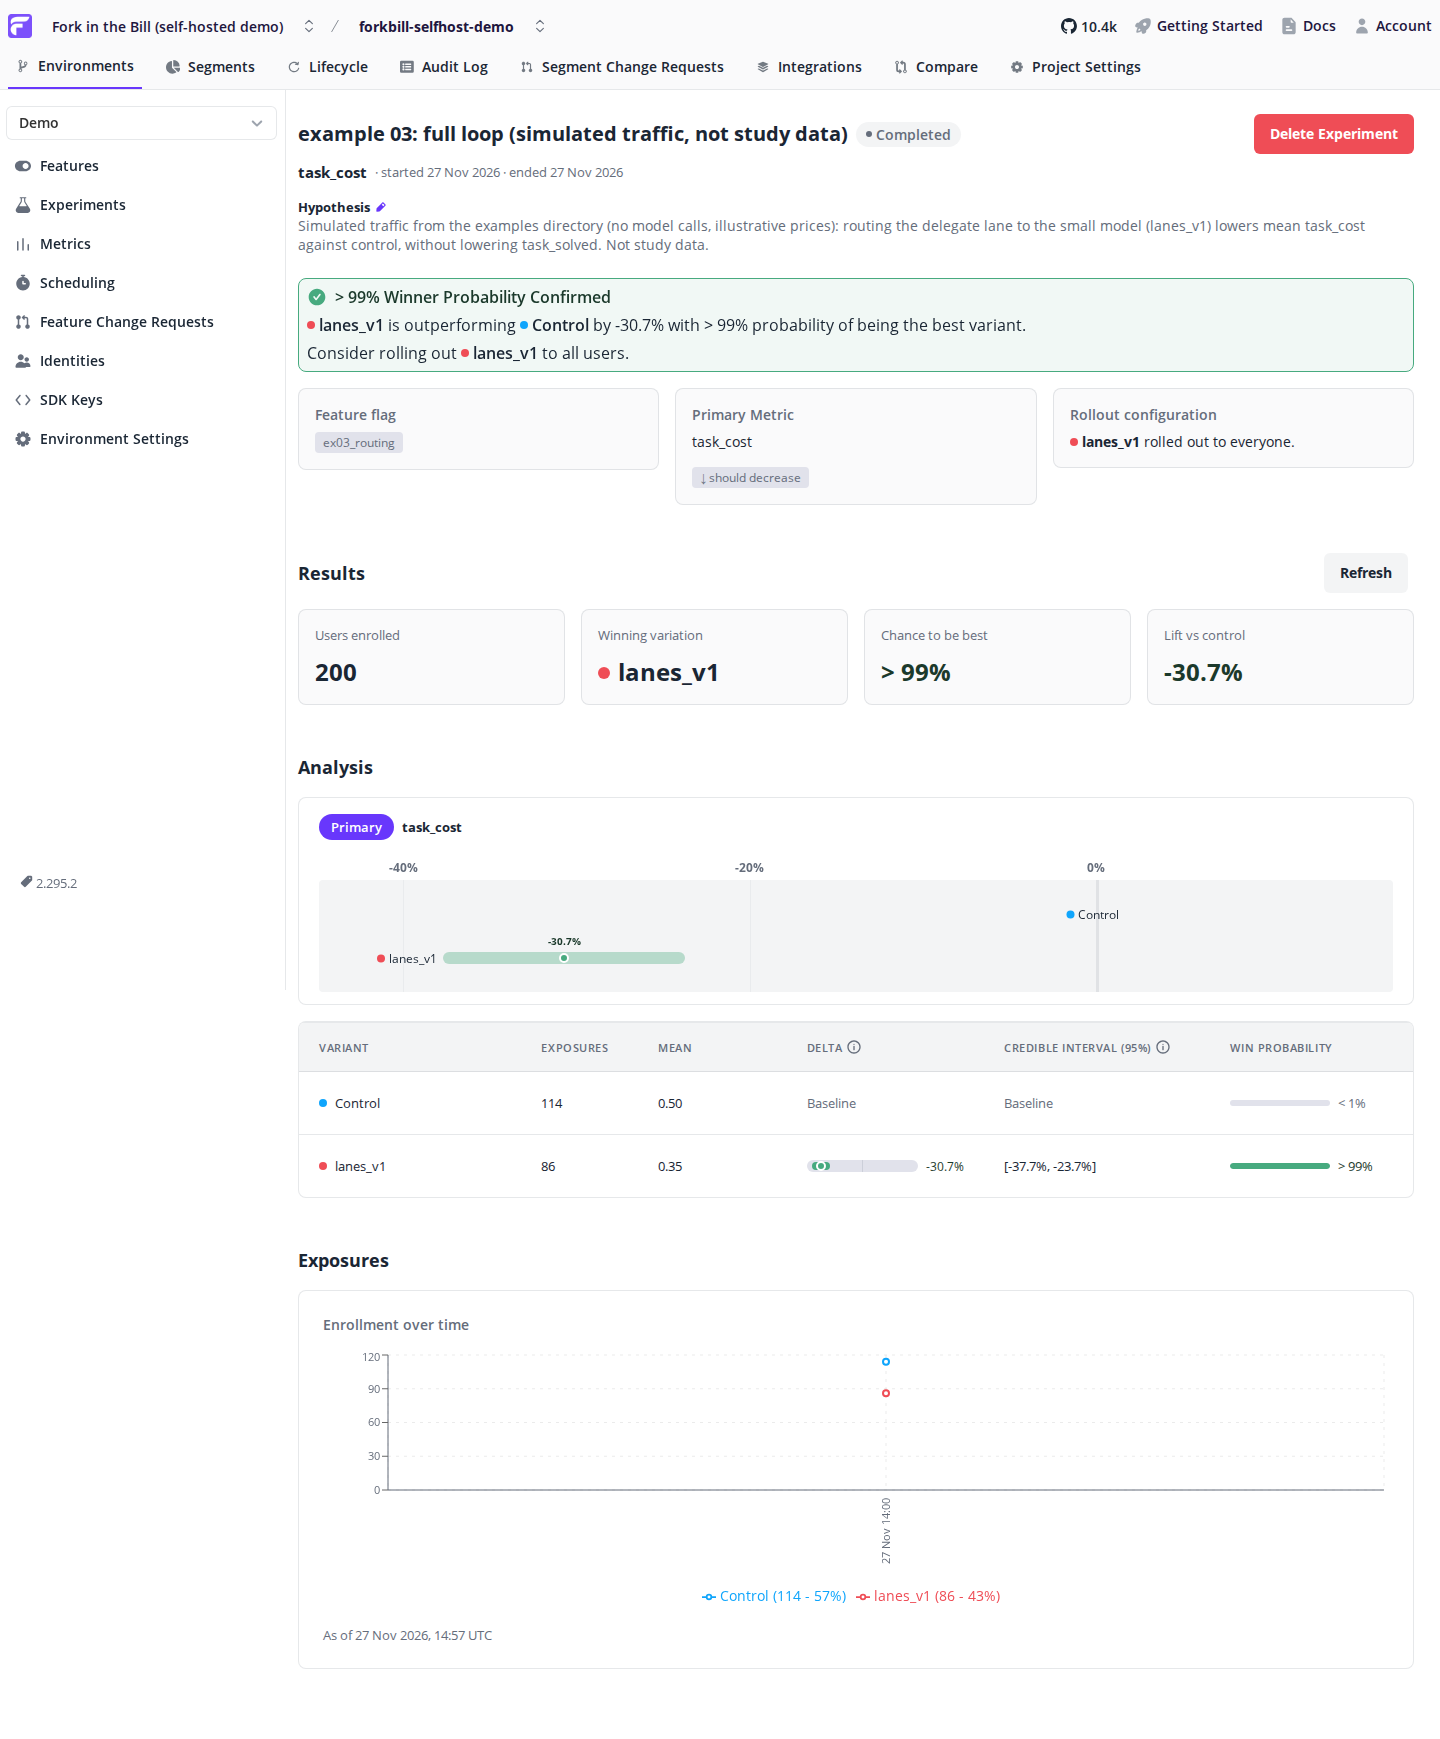 Fork in the Bill (self-hosted demo) / forkbill-selfhost-demo 10.4k Getting Started Docs Account
Environments Segments Lifecycle Audit Log Segment Change Requests Integrations Compare Project Settings
Demo
Features
Experiments
Metrics
Scheduling
Feature Change Requests
Identities
SDK Keys
Environment Settings
2.295.2
example 03: full loop (simulated traffic, not study data) Completed Delete Experiment
task_cost · started 27 Nov 2026 · ended 27 Nov 2026
Hypothesis
Simulated traffic from the examples directory (no model calls, illustrative prices): routing the delegate lane to the small model (lanes_v1) lowers mean task_cost
against control, without lowering task_solved. Not study data.
> 99% Winner Probability Confirmed
lanes_v1 is outperforming Control by -30.7% with > 99% probability of being the best variant.
Consider rolling out lanes_v1 to all users.
Feature flag
ex03_routing
Primary Metric
task_cost
↓ should decrease
Rollout configuration
lanes_v1 rolled out to everyone.
Results Refresh
Users enrolled
200
Winning variation
lanes_v1
Chance to be best
> 99%
Lift vs control
-30.7%
Analysis
Primary task_cost
-40% -20% 0%
Control
-30.7%
lanes_v1
VARIANT EXPOSURES MEAN DELTA CREDIBLE INTERVAL (95%) WIN PROBABILITY
Control 114 0.50 Baseline Baseline < 1%
lanes_v1 86 0.35 -30.7% [-37.7%, -23.7%] > 99%
Exposures
Enrollment over time
120
90
60
30
0
27 Nov 14:00
Control (114 - 57%) lanes_v1 (86 - 43%)
As of 27 Nov 2026, 14:57 UTC